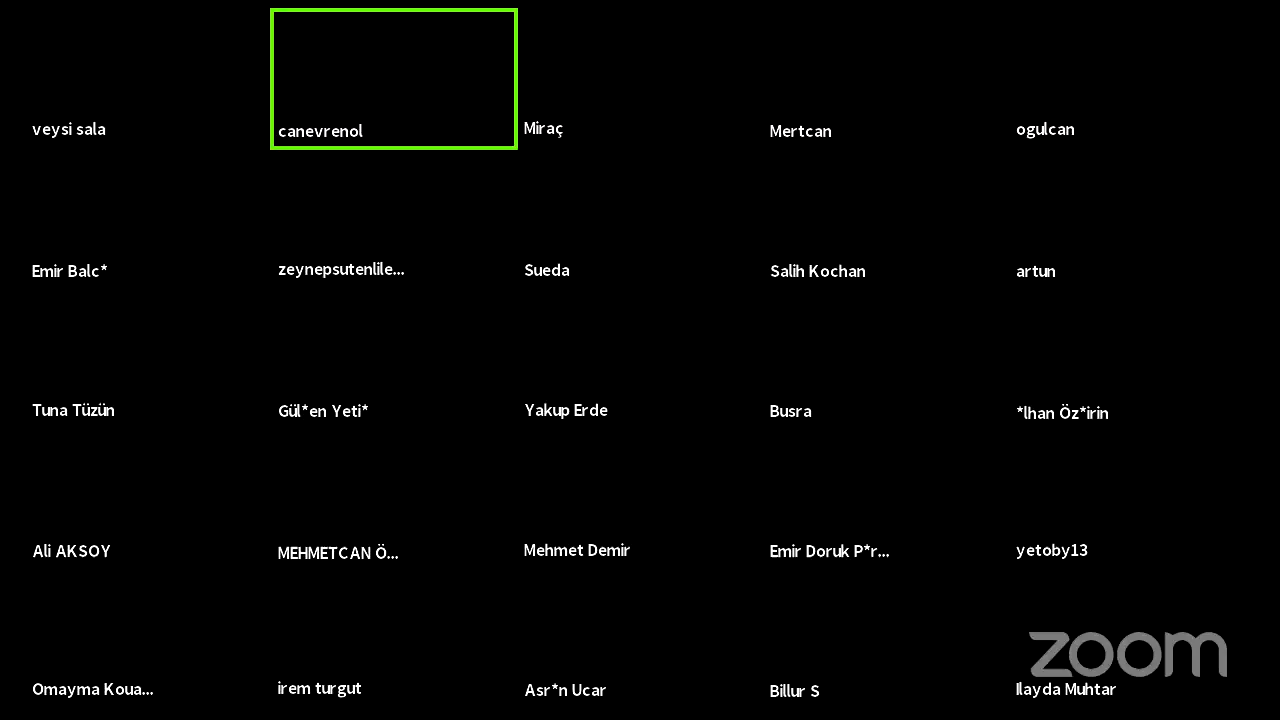 veysi sala
canevrenol
Miraç
Mertcan
ogulcan
Emir Balc*
zeynepsutenlile...
Sueda
Salih Kochan
artun
Tuna Tüzün
Gül*en Yeti*
Yakup Erde
Busra
*lhan Öz*irin
Ali AKSOY
MEHMETCAN Ö...
Mehmet Demir
Emir Doruk P*r...
yetoby13
zoom
Omayma Koua...
irem turgut
Asr*n Ucar
Billur S
Ilayda Muhtar